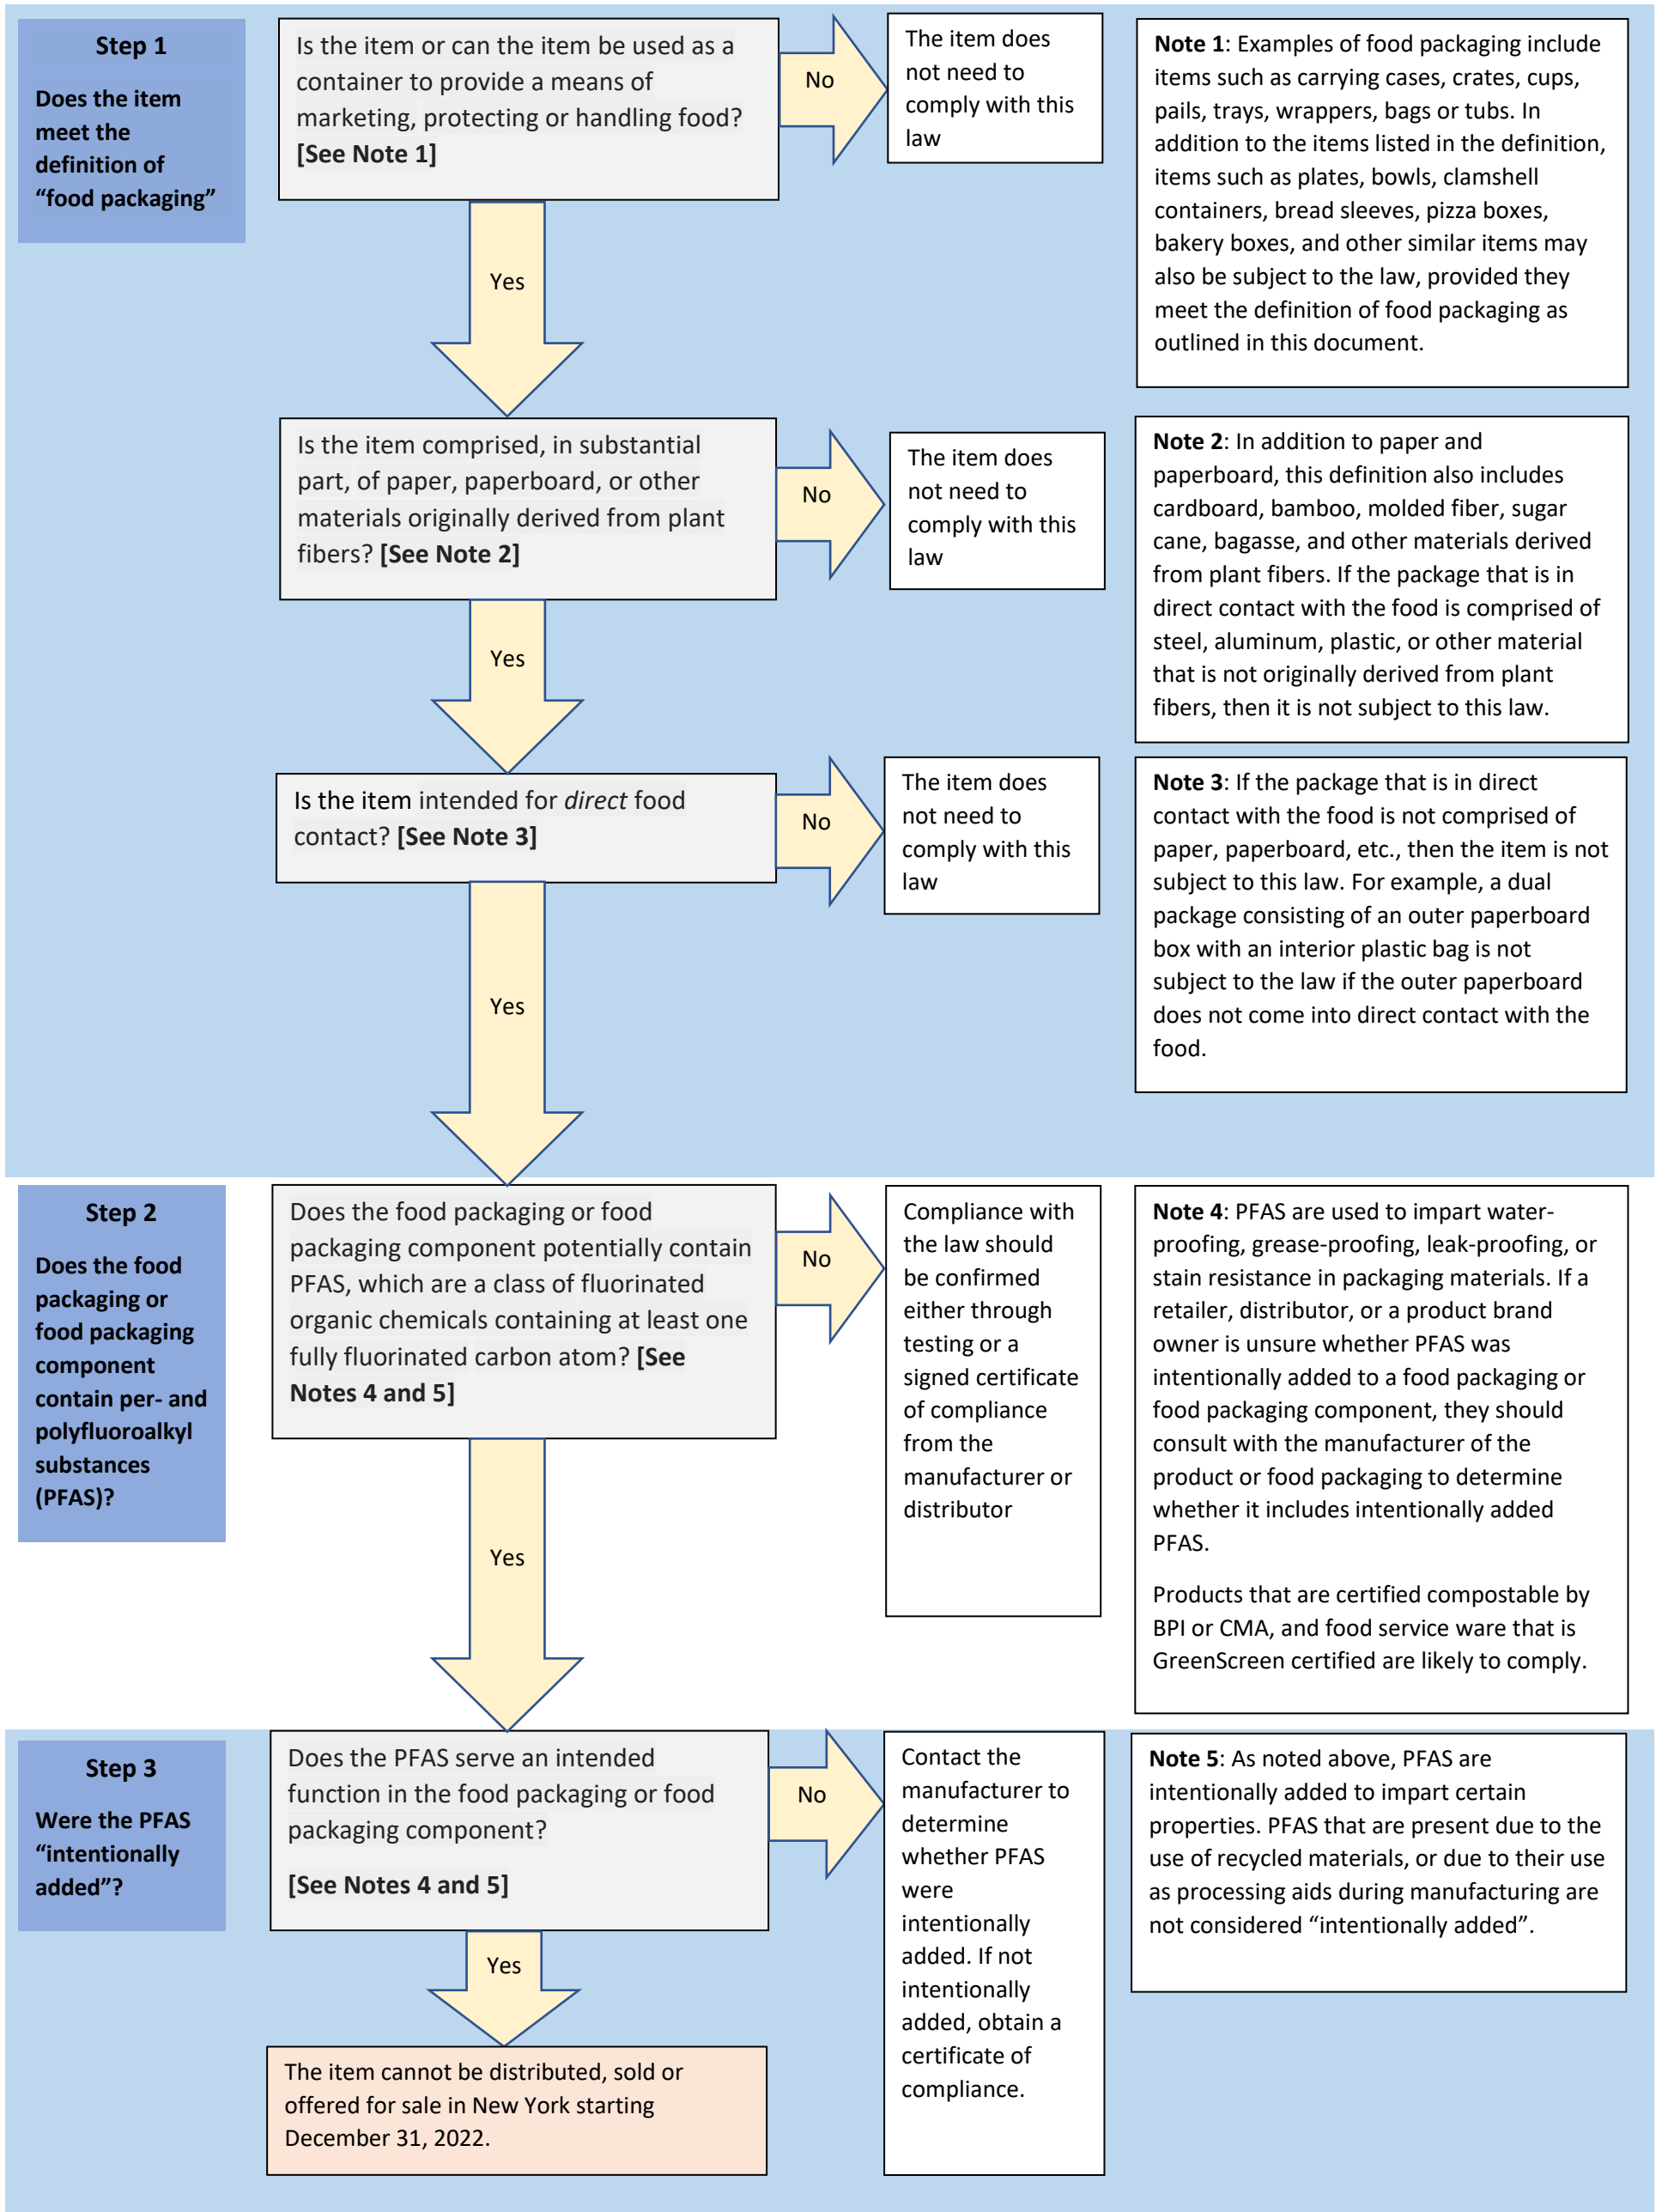 Step 1
Does the item
meet the
definition of
“food packaging”
Is the item or can the item be used as a
container to provide a means of
marketing, protecting or handling food?
[See Note 1]
No
The item does
not need to
comply with this
law
Note 1: Examples of food packaging include
items such as carrying cases, crates, cups,
pails, trays, wrappers, bags or tubs. In
addition to the items listed in the definition,
items such as plates, bowls, clamshell
containers, bread sleeves, pizza boxes,
bakery boxes, and other similar items may
also be subject to the law, provided they
meet the definition of food packaging as
outlined in this document.
Yes
Is the item comprised, in substantial
part, of paper, paperboard, or other
materials originally derived from plant
fibers? [See Note 2]
No
The item does
not need to
comply with this
law
Note 2: In addition to paper and
paperboard, this definition also includes
cardboard, bamboo, molded fiber, sugar
cane, bagasse, and other materials derived
from plant fibers. If the package that is in
direct contact with the food is comprised of
steel, aluminum, plastic, or other material
that is not originally derived from plant
fibers, then it is not subject to this law.
Yes
Is the item intended for direct food
contact? [See Note 3]
No
The item does
not need to
comply with this
law
Note 3: If the package that is in direct
contact with the food is not comprised of
paper, paperboard, etc., then the item is not
subject to this law. For example, a dual
package consisting of an outer paperboard
box with an interior plastic bag is not
subject to the law if the outer paperboard
does not come into direct contact with the
food.
Yes
Step 2
Does the food
packaging or
food packaging
component
contain per- and
polyfluoroalkyl
substances
(PFAS)?
Does the food packaging or food
packaging component potentially contain
PFAS, which are a class of fluorinated
organic chemicals containing at least one
fully fluorinated carbon atom? [See
Notes 4 and 5]
No
Compliance with
the law should
be confirmed
either through
testing or a
signed certificate
of compliance
from the
manufacturer or
distributor
Note 4: PFAS are used to impart water-
proofing, grease-proofing, leak-proofing, or
stain resistance in packaging materials. If a
retailer, distributor, or a product brand
owner is unsure whether PFAS was
intentionally added to a food packaging or
food packaging component, they should
consult with the manufacturer of the
product or food packaging to determine
whether it includes intentionally added
PFAS.
Products that are certified compostable by
BPI or CMA, and food service ware that is
GreenScreen certified are likely to comply.
Yes
Step 3
Were the PFAS
“intentionally
added”?
Does the PFAS serve an intended
function in the food packaging or food
packaging component?
[See Notes 4 and 5]
No
Contact the
manufacturer to
determine
whether PFAS
were
intentionally
added. If not
intentionally
added, obtain a
certificate of
compliance.
Note 5: As noted above, PFAS are
intentionally added to impart certain
properties. PFAS that are present due to the
use of recycled materials, or due to their use
as processing aids during manufacturing are
not considered “intentionally added”.
Yes
The item cannot be distributed, sold or
offered for sale in New York starting
December 31, 2022.